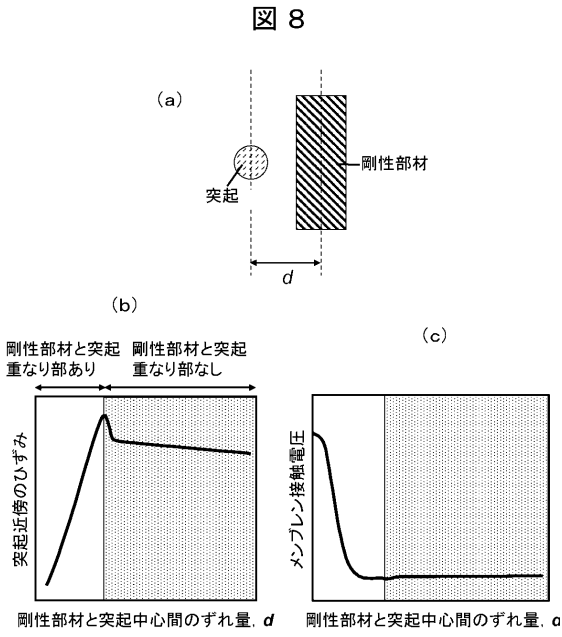 図 8
(a)
剛性部材
突起
d
(b)
剛性部材と突起
重なり部あり
剛性部材と突起
重なり部なし
突起近傍のひずみ
剛性部材と突起中心間のずれ量, d
(c)
メンブレン接触電圧
剛性部材と突起中心間のずれ量,